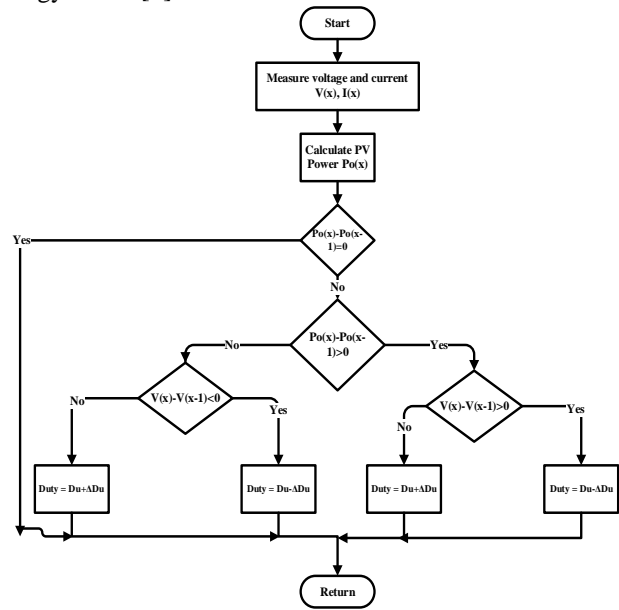 Start
Measure voltage and current
V(x), I(x)
Calculate PV
Power Po(x)
Po(x)-Po(x-
1)=0
Yes
No
Po(x)-Po(x-
1)>0
No
Yes
V(x)-V(x-1)<0
No
Yes
V(x)-V(x-1)>0
No
Yes
Duty = Du+ΔDu
Duty = Du-ΔDu
Duty = Du+ΔDu
Duty = Du-ΔDu
Return